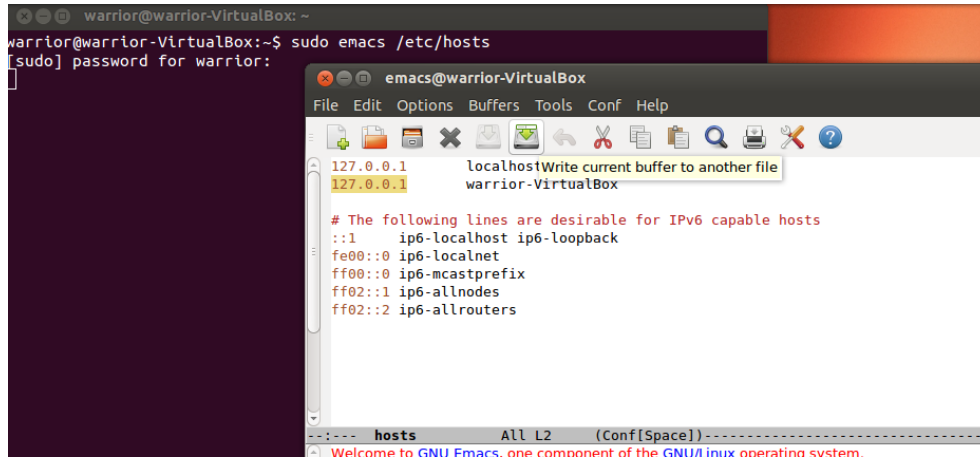 warrior@warrior-VirtualBox: ~
warrior@warrior-VirtualBox:~$ sudo emacs /etc/hosts
[sudo] password for warrior:
emacs@warrior-VirtualBox
File Edit Options Buffers Tools Conf Help
127.0.0.1 localhost
Write current buffer to another file
127.0.0.1 warrior-VirtualBox
# The following lines are desirable for IPv6 capable hosts
::1 ip6-localhost ip6-loopback
fe00::0 ip6-localnet
ff00::0 ip6-mcastprefix
ff02::1 ip6-allnodes
ff02::2 ip6-allrouters
--:--- hosts All L2 (Conf[Space])--------------------------------
Welcome to GNU Emacs, one component of the GNU/Linux operating system.